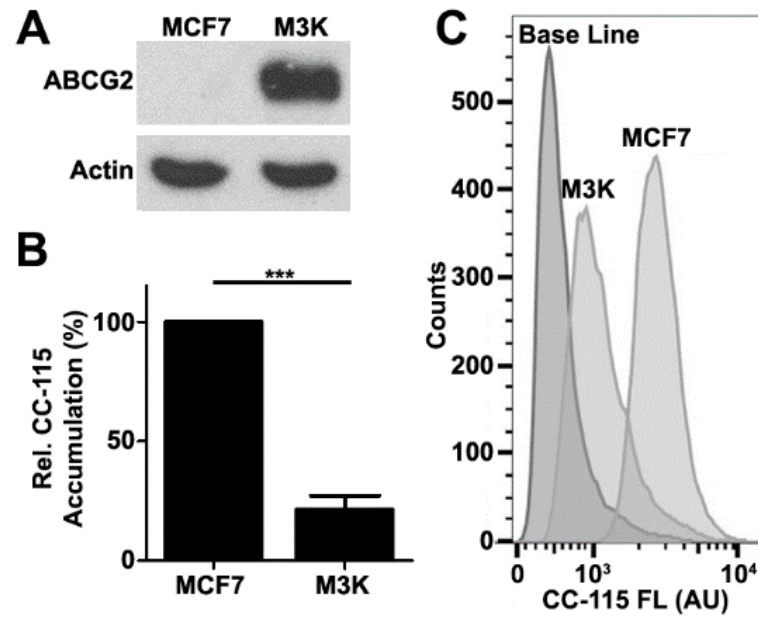 A
MCF7 M3K
ABCG2
Actin
B
***
Rel. CC-115
Accumulation (%)
100
50
0
MCF7 M3K
C
Base Line
MCF7
M3K
Counts
500
400
300
200
100
0
0 10³ 10⁴
CC-115 FL (AU)